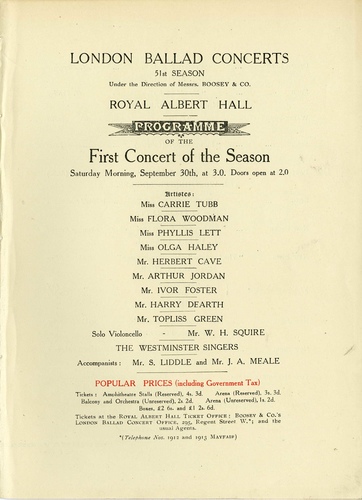 LONDON BALLAD CONCERTS
51st SEASON
Under the Direction of Messrs. BOOSEY & CO.
ROYAL ALBERT HALL
PROGRAMME
OF THE
First Concert of the Season
Saturday Morning, September 30th, at 3.0. Doors open at 2.0
Artistes:
Miss CARRIE TUBB
Miss FLORA WOODMAN
Miss PHYLLIS LETT
Miss OLGA HALEY
Mr. HERBERT CAVE
Mr. ARTHUR JORDAN
Mr. IVOR FOSTER
Mr. HARRY DEARTH
Mr. TOPLISS GREEN
Solo Violoncello - Mr. W. H. SQUIRE
THE WESTMINSTER SINGERS
Accompanists : Mr. S. LIDDLE and Mr. J. A. MEALE
POPULAR PRICES (including Government Tax)
Tickets : Amphitheatre Stalls (Reserved), 4s. 3d. Arena (Reserved), 3s. 3d.
Balcony and Orchestra (Unreserved), 2s. 2d. Arena (Unreserved), 1s. 2d.
Boxes, £2 6s. and £1 2s. 6d.
Tickets at the ROYAL ALBERT HALL TICKET OFFICE ; BOOSEY & CO.'S
LONDON BALLAD CONCERT OFFICE, 295, Regent Street W.* ; and the
usual Agents.
*(Telephone Nos. 1912 and 1913 MAYFAIR)